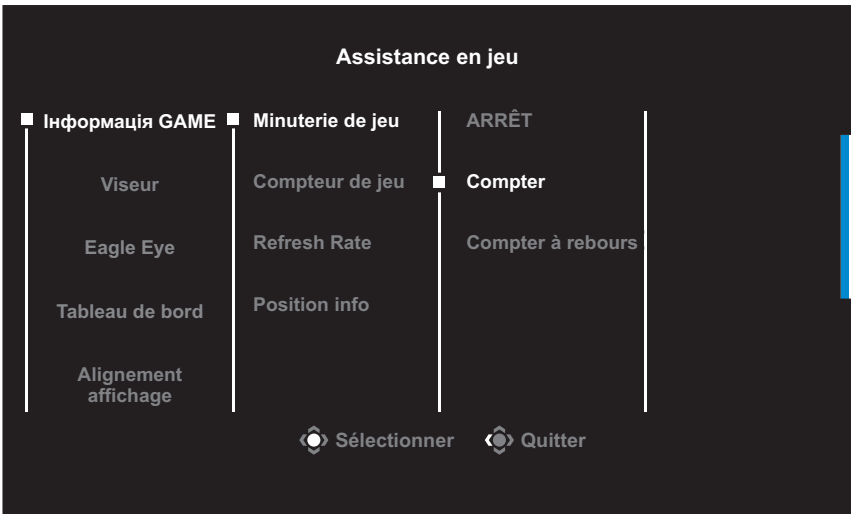 Assistance en jeu
Інформація GAME
Minuterie de jeu
ARRÊT
Viseur
Compteur de jeu
Compter
Eagle Eye
Refresh Rate
Compter à rebours
Tableau de bord
Position info
Alignement
affichage
Sélectionner
Quitter